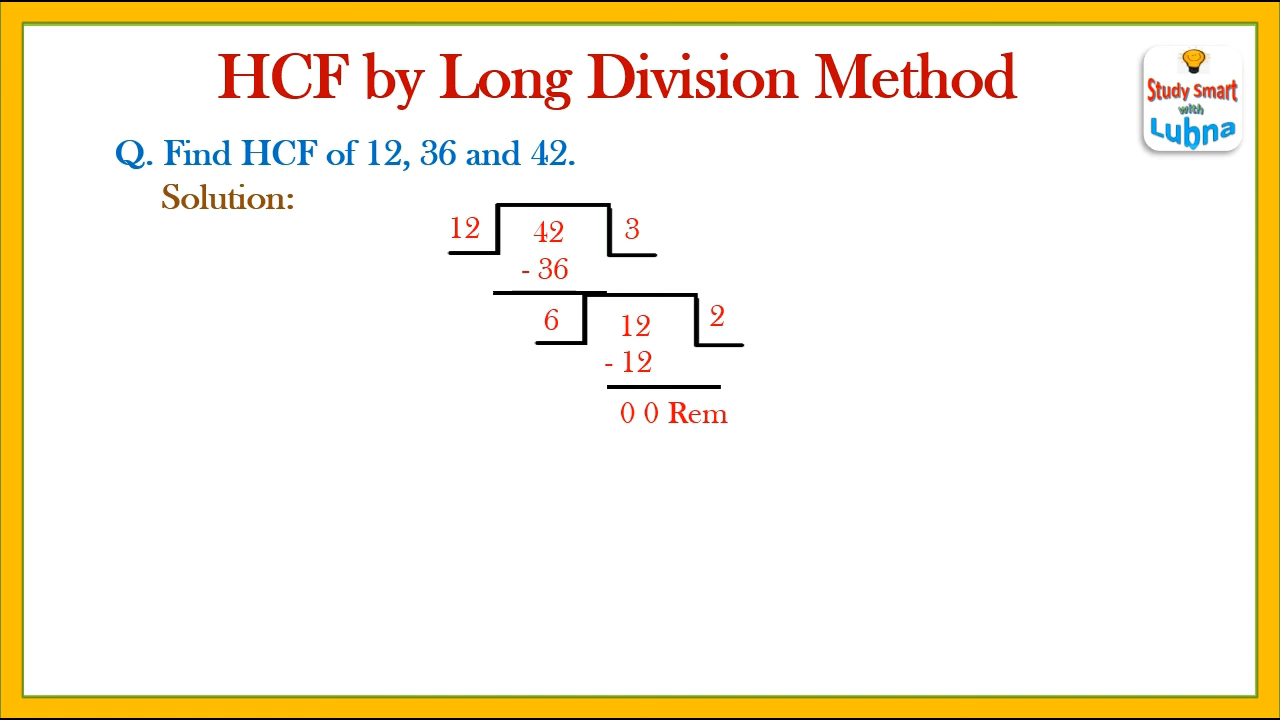 HCF by Long Division Method
Study Smart
with
Lubna
Q. Find HCF of 12, 36 and 42.
Solution:
12 42 3
- 36
6 12 2
- 12
0 0 Rem